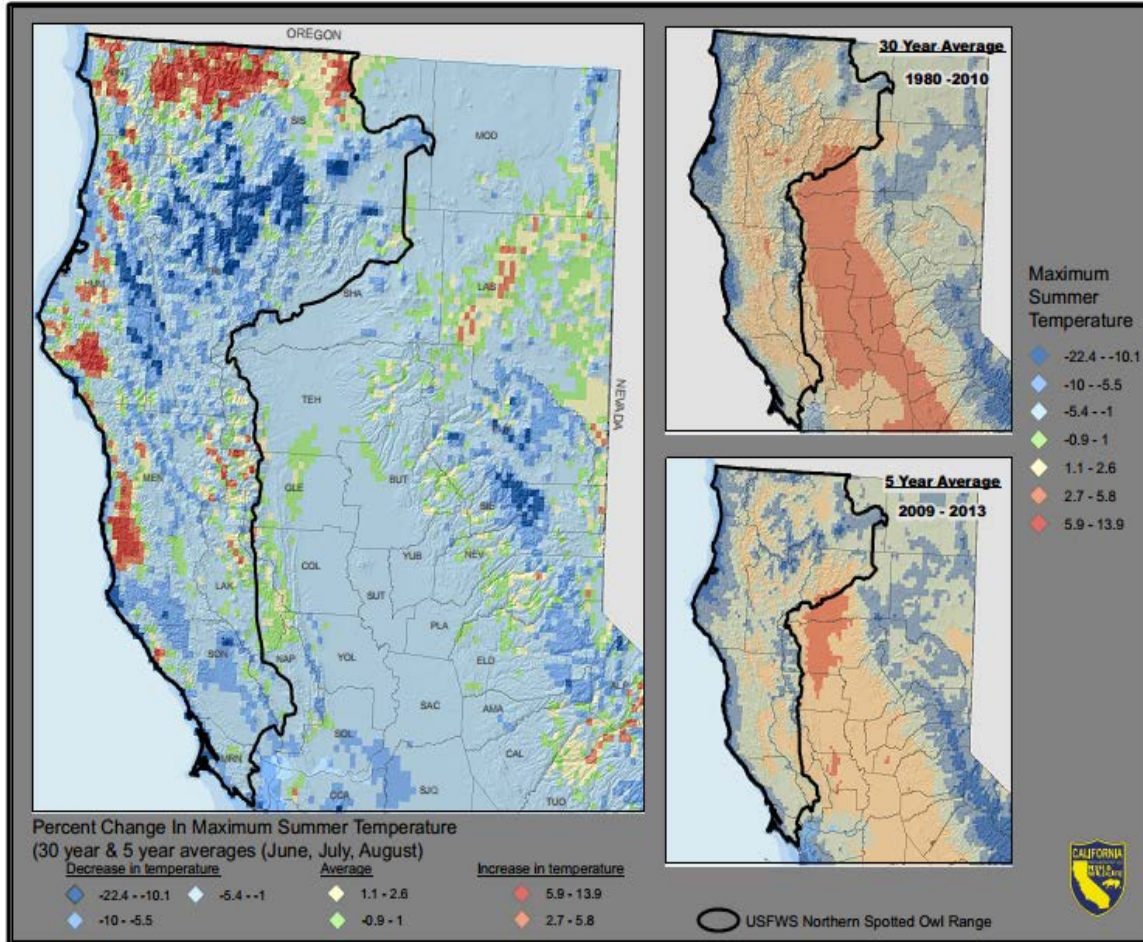 OREGON
SIS
MOD
HUM
SHA
LAS
NEVADA
TEH
MEN
GLE
BUT
SIE
COL
YUB
NEV
LAK
SUT
PLA
SON
NAP
YOL
ELD
SAC
AMA
SOL
CAL
MRN
CCA
SJQ
TUO
30 Year Average
1980 -2010
5 Year Average
2009 - 2013
Maximum
Summer
Temperature
-22.4 - -10.1
-10 - -5.5
-5.4 - -1
-0.9 - 1
1.1 - 2.6
2.7 - 5.8
5.9 - 13.9
Percent Change In Maximum Summer Temperature
(30 year & 5 year averages (June, July, August)
Decrease in temperature
Average
Increase in temperature
-22.4 - -10.1
-5.4 - -1
1.1 - 2.6
5.9 - 13.9
-10 - -5.5
-0.9 - 1
2.7 - 5.8
USFWS Northern Spotted Owl Range
CALIFORNIA